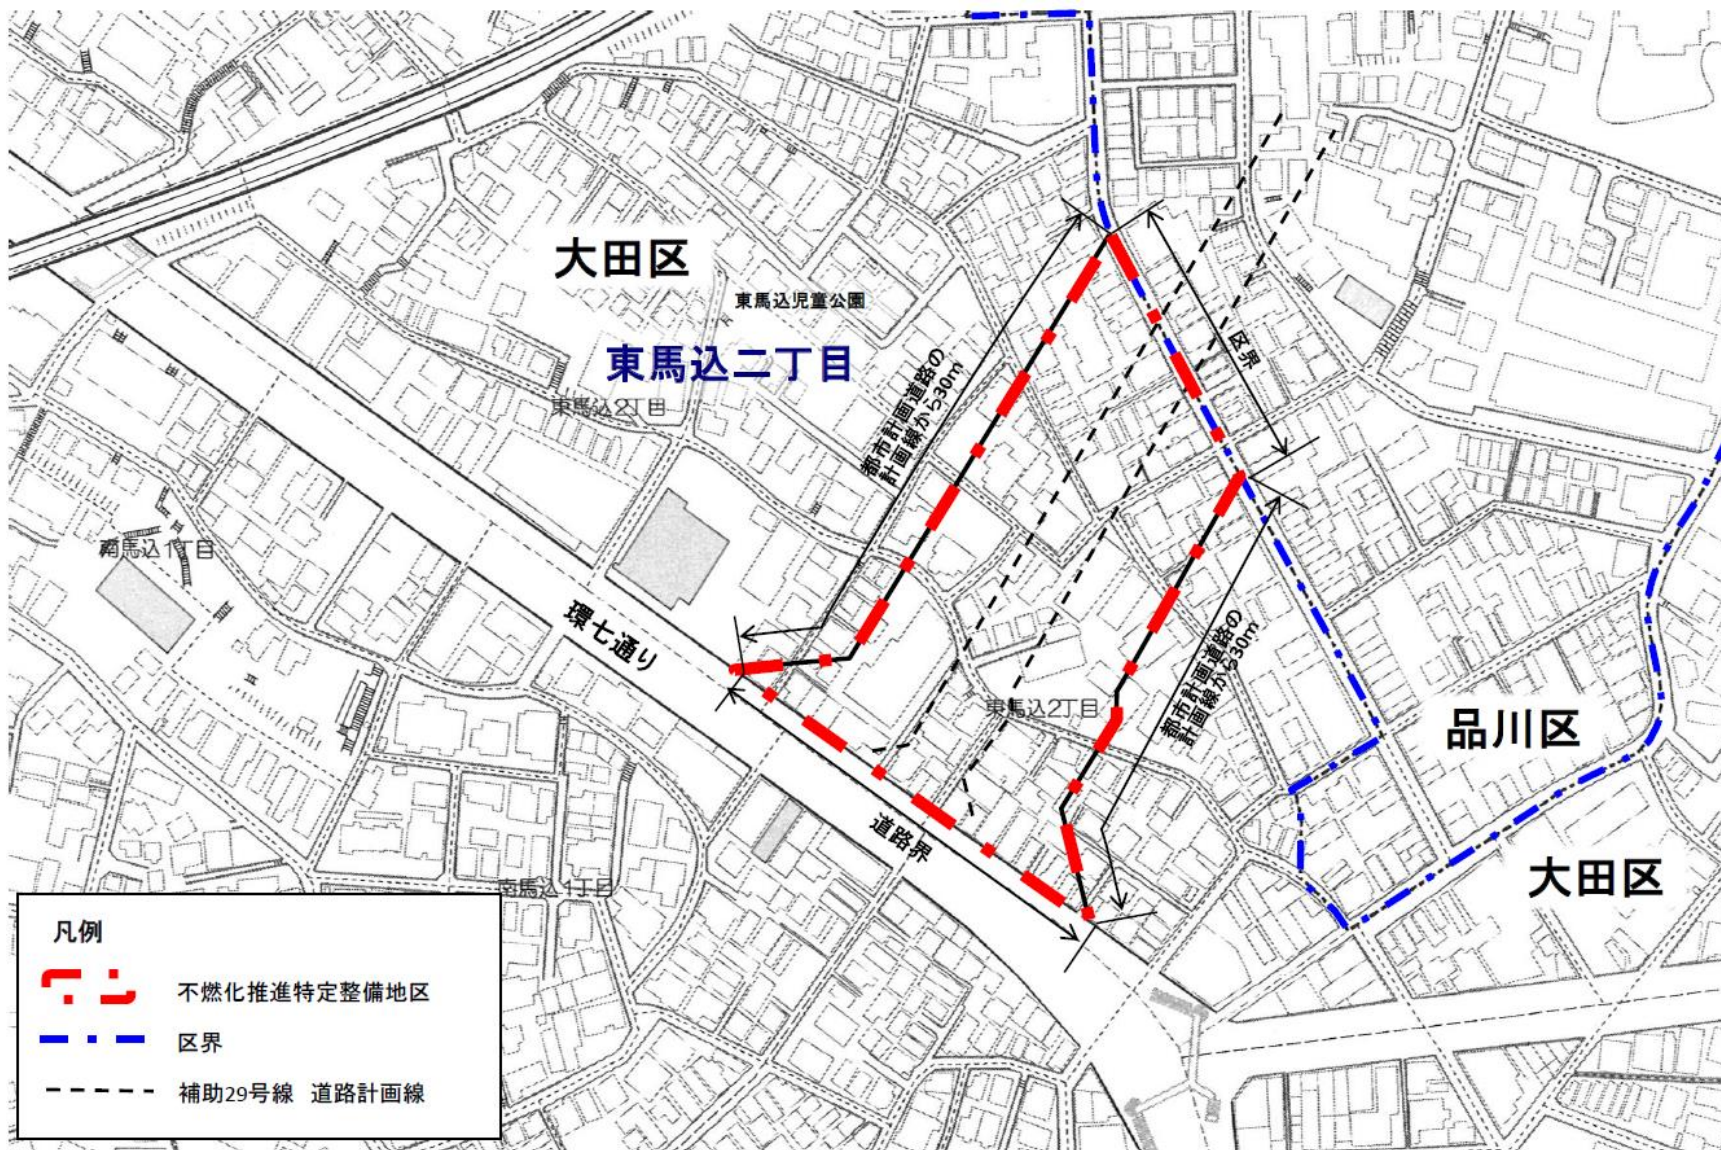 大田区
東馬込児童公園
東馬込二丁目
東馬込2丁目
都市計画道路の
計画線から30m
区界
南馬込1丁目
環七通り
東馬込2丁目
都市計画道路の
計画線から30m
品川区
道路界
大田区
南馬込1丁目
凡例
不燃化推進特定整備地区
区界
補助29号線 道路計画線